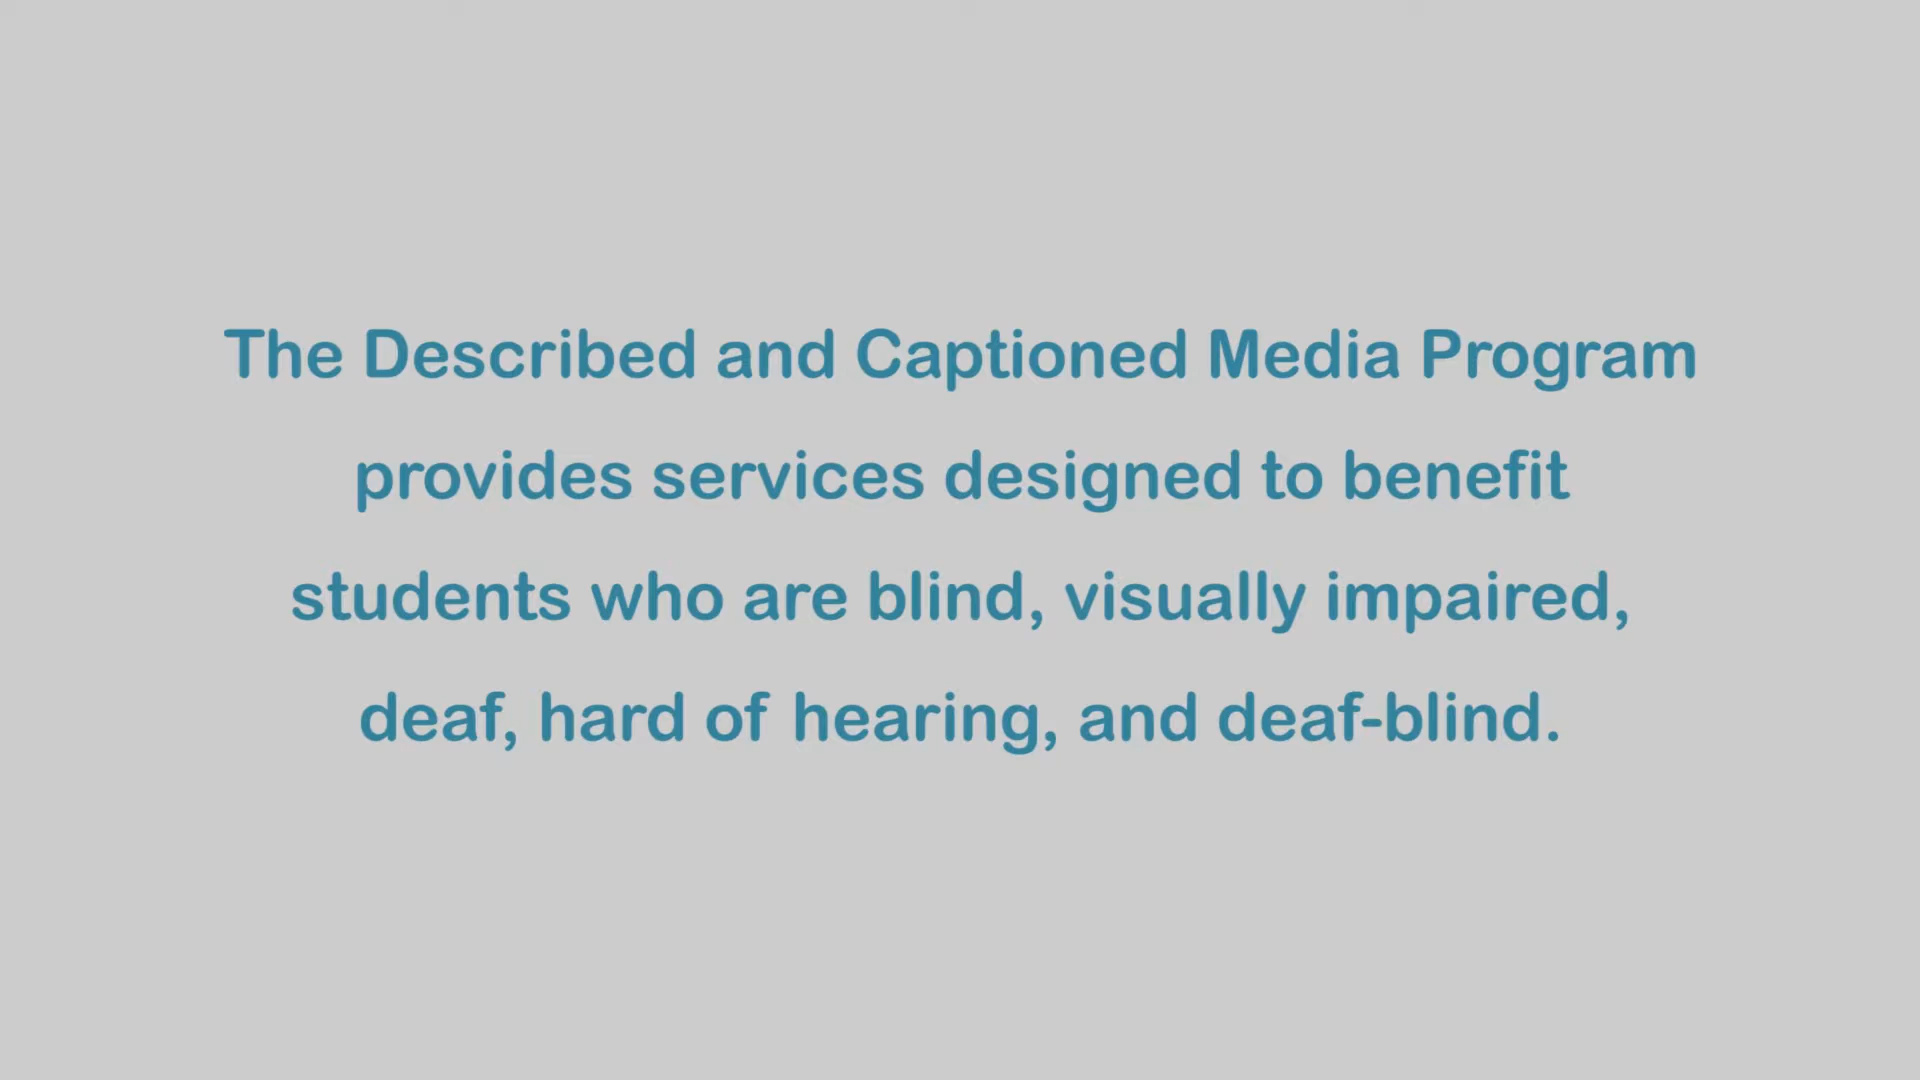 The Described and Captioned Media Program
provides services designed to benefit
students who are blind, visually impaired,
deaf, hard of hearing, and deaf-blind.